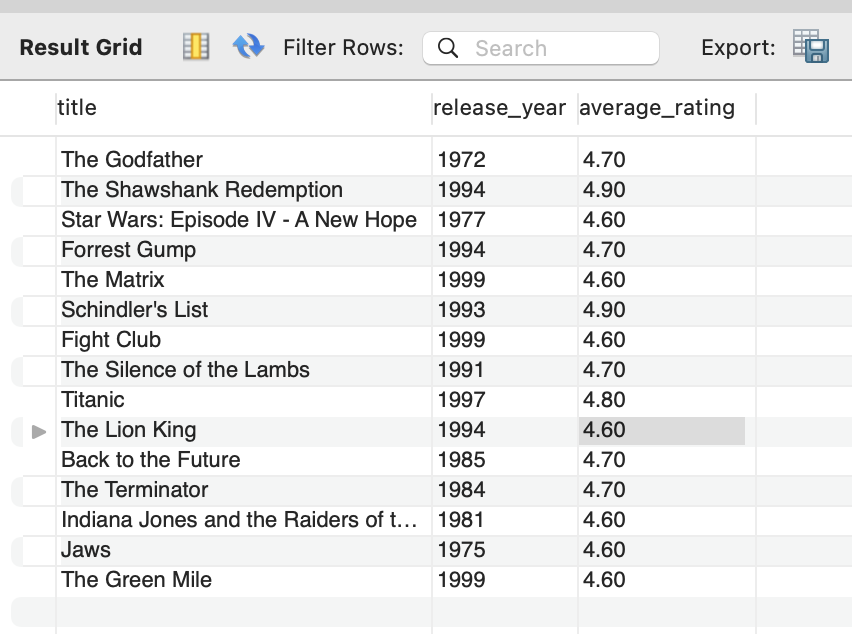 Result Grid Filter Rows: Search Export:
title release_year average_rating
The Godfather 1972 4.70
The Shawshank Redemption 1994 4.90
Star Wars: Episode IV - A New Hope 1977 4.60
Forrest Gump 1994 4.70
The Matrix 1999 4.60
Schindler's List 1993 4.90
Fight Club 1999 4.60
The Silence of the Lambs 1991 4.70
Titanic 1997 4.80
The Lion King 1994 4.60
Back to the Future 1985 4.70
The Terminator 1984 4.70
Indiana Jones and the Raiders of t... 1981 4.60
Jaws 1975 4.60
The Green Mile 1999 4.60